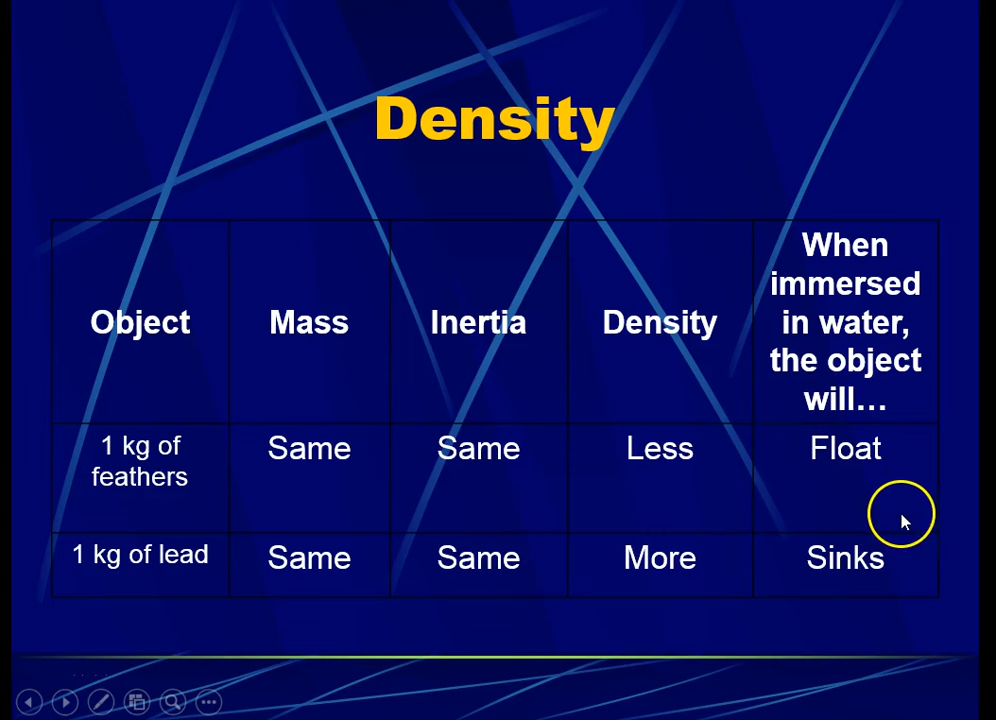 Density
Object
Mass
Inertia
Density
When
immersed
in water,
the object
will…
1 kg of
feathers
Same
Same
Less
Float
1 kg of lead
Same
Same
More
Sinks